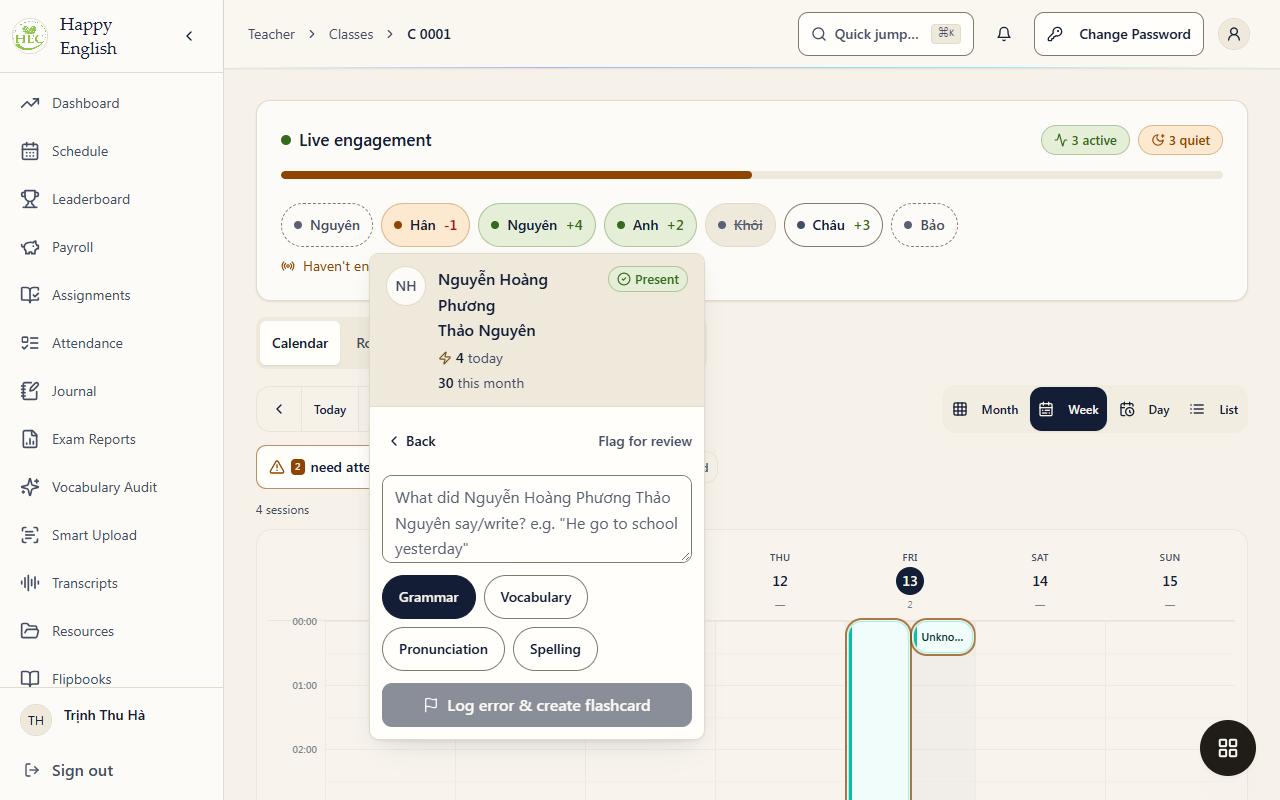 HEC
Happy
English
Teacher
Classes
C 0001
Quick jump...
⌘K
Change Password
Dashboard
Schedule
Leaderboard
Payroll
Assignments
Attendance
Journal
Exam Reports
Vocabulary Audit
Smart Upload
Transcripts
Resources
Flipbooks
TH
Trịnh Thu Hà
Sign out
Live engagement
3 active
3 quiet
Nguyên
Hân -1
Nguyên +4
Anh +2
Khôi
Châu +3
Bảo
Haven't en
NH
Nguyễn Hoàng
Phương
Thảo Nguyên
Present
4 today
30 this month
Back
Flag for review
What did Nguyễn Hoàng Phương Thảo
Nguyên say/write? e.g. "He go to school
yesterday"
Grammar
Vocabulary
Pronunciation
Spelling
Log error & create flashcard
Calendar
Today
Month
Week
Day
List
2 need atte
4 sessions
THU
12
—
FRI
13
2
SAT
14
—
SUN
15
—
00:00
01:00
02:00
Unkno...